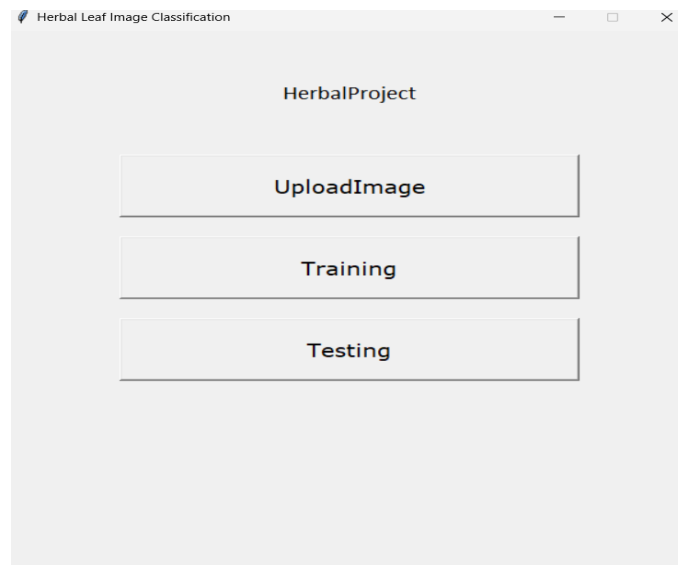 Herbal Leaf Image Classification
HerbalProject
UploadImage
Training
Testing